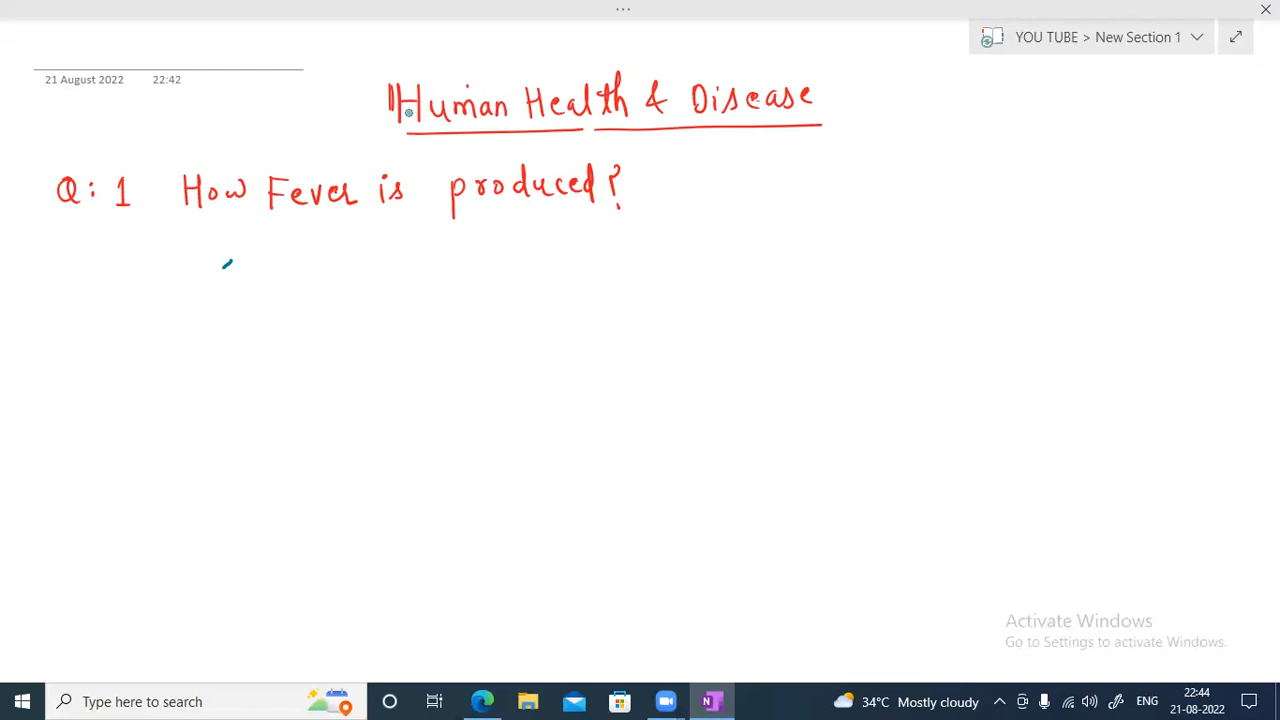 ...
YOU TUBE > New Section 1
21 August 2022 22:42
Human Health & Disease
Q: 1 How Fever is produced?
Activate Windows
Go to Settings to activate Windows.
Type here to search
34°C Mostly cloudy
ENG
22:44
21-08-2022